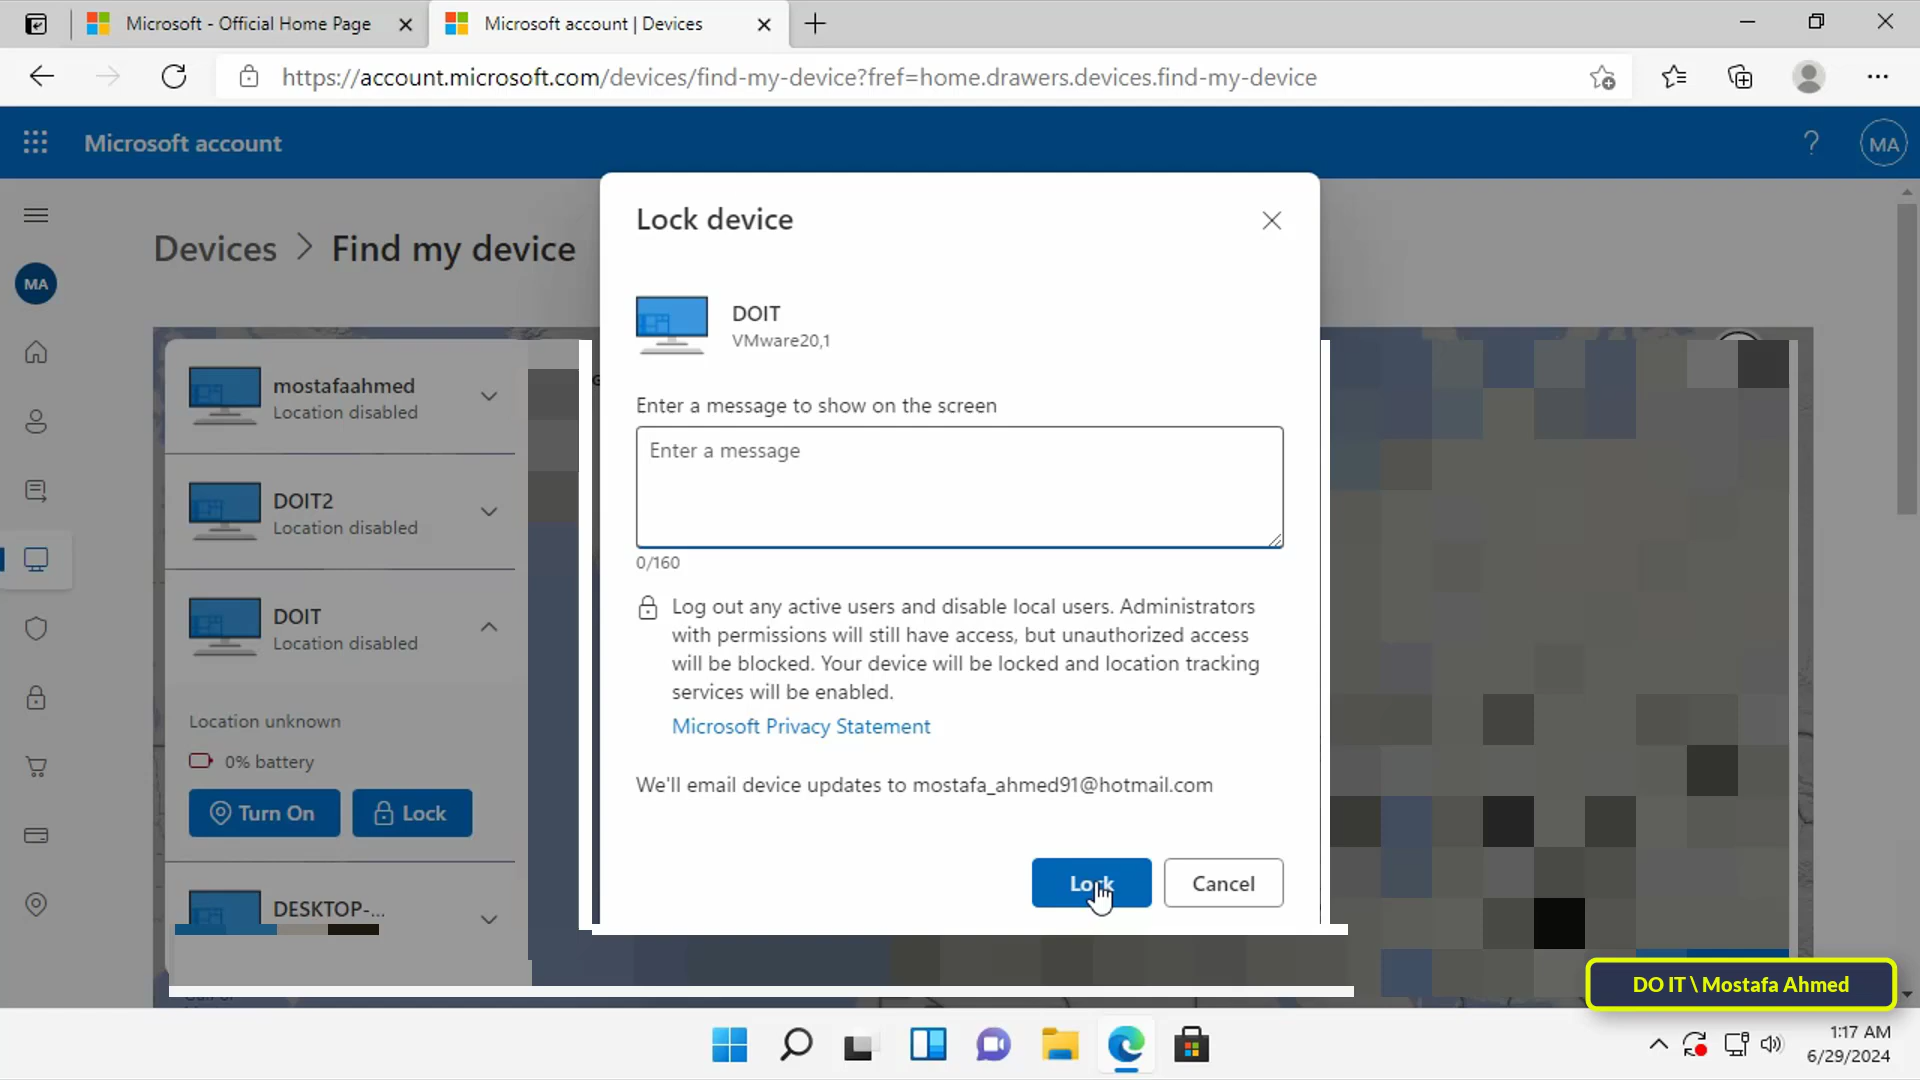 Microsoft - Official Home Page
Microsoft account | Devices
https://account.microsoft.com/devices/find-my-device?fref=home.drawers.devices.find-my-device
Microsoft account
?
MA
MA
Devices > Find my device
mostafaahmed
Location disabled
DOIT2
Location disabled
DOIT
Location disabled
Location unknown
0% battery
Turn On
Lock
DESKTOP-...
Lock device
DOIT
VMware20,1
Enter a message to show on the screen
Enter a message
0/160
Log out any active users and disable local users. Administrators
with permissions will still have access, but unauthorized access
will be blocked. Your device will be locked and location tracking
services will be enabled.
Microsoft Privacy Statement
We'll email device updates to mostafa_ahmed91@hotmail.com
Lock
Cancel
DO IT \ Mostafa Ahmed
1:17 AM
6/29/2024